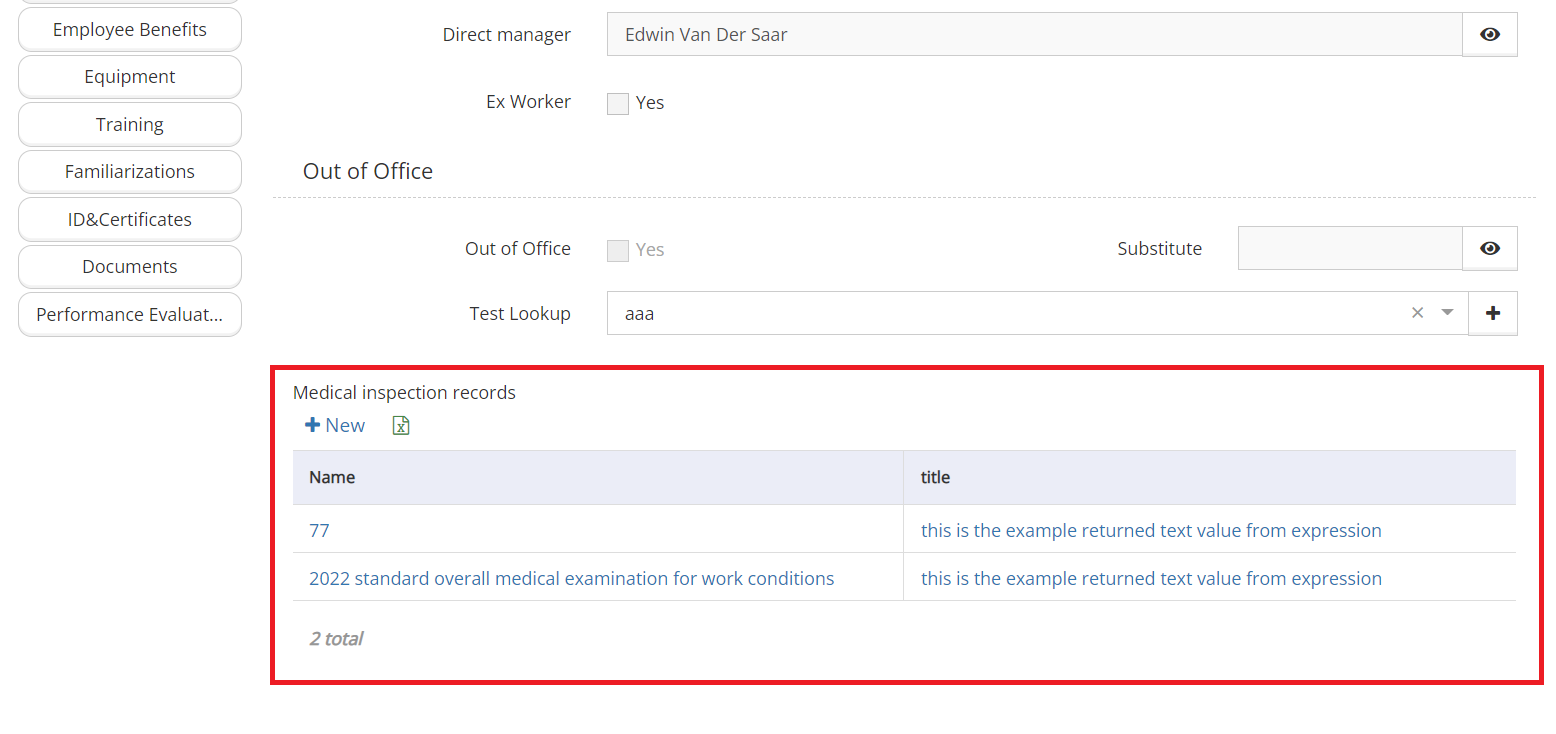 Employee Benefits
Equipment
Training
Familiarizations
ID&Certificates
Documents
Performance Evaluat...
Direct manager Edwin Van Der Saar
Ex Worker Yes
Out of Office
Out of Office Yes Substitute
Test Lookup aaa
Medical inspection records
New
Name title
77 this is the example returned text value from expression
2022 standard overall medical examination for work conditions this is the example returned text value from expression
2 total